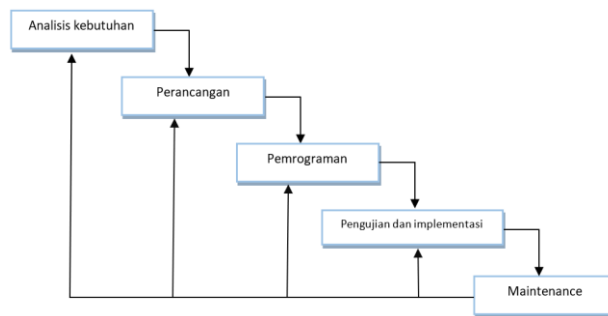 Analisis kebutuhan
Perancangan
Pemrograman
Pengujian dan implementasi
Maintenance